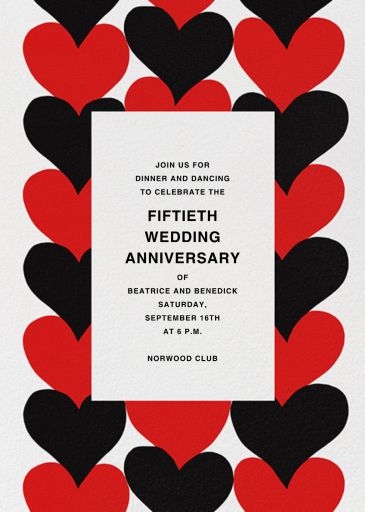 JOIN US FOR
DINNER AND DANCING
TO CELEBRATE THE
FIFTIETH
WEDDING
ANNIVERSARY
OF
BEATRICE AND BENEDICK
SATURDAY,
SEPTEMBER 16TH
AT 6 P.M.
NORWOOD CLUB